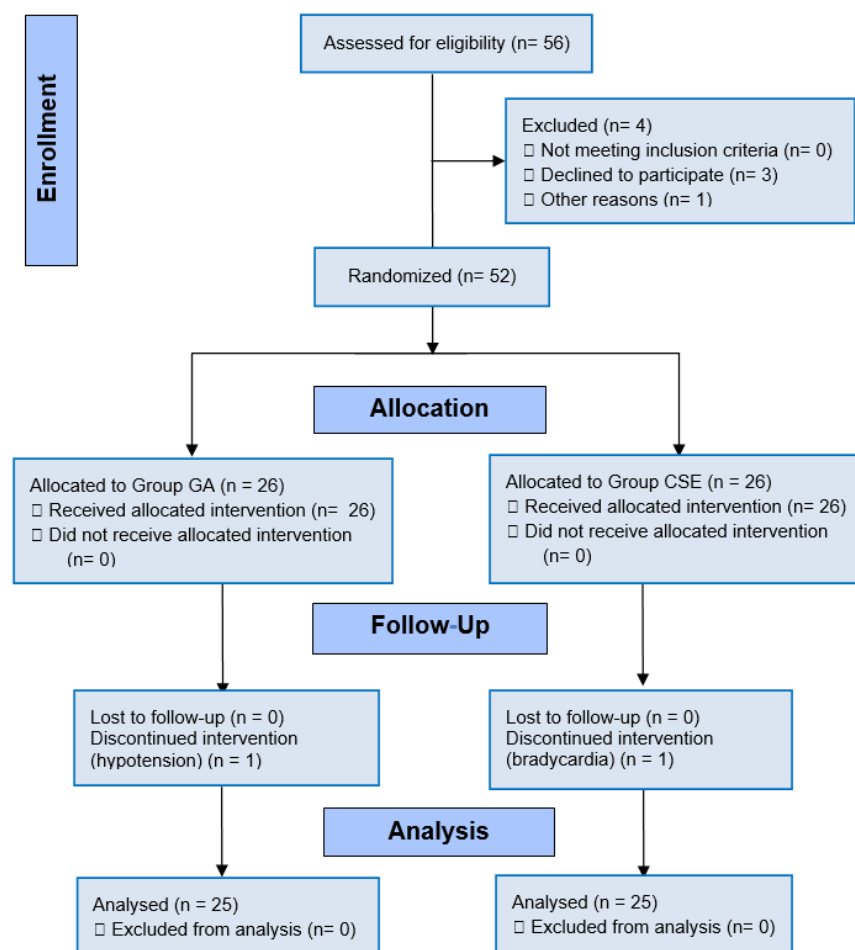 Enrollment
Assessed for eligibility (n= 56)
Excluded (n= 4)
□ Not meeting inclusion criteria (n= 0)
□ Declined to participate (n= 3)
□ Other reasons (n= 1)
Randomized (n= 52)
Allocation
Allocated to Group GA (n = 26)
□ Received allocated intervention (n= 26)
□ Did not receive allocated intervention
(n= 0)
Allocated to Group CSE (n = 26)
□ Received allocated intervention (n= 26)
□ Did not receive allocated intervention
(n= 0)
Follow-Up
Lost to follow-up (n = 0)
Discontinued intervention
(hypotension) (n = 1)
Lost to follow-up (n = 0)
Discontinued intervention
(bradycardia) (n = 1)
Analysis
Analysed (n = 25)
□ Excluded from analysis (n= 0)
Analysed (n = 25)
□ Excluded from analysis (n= 0)